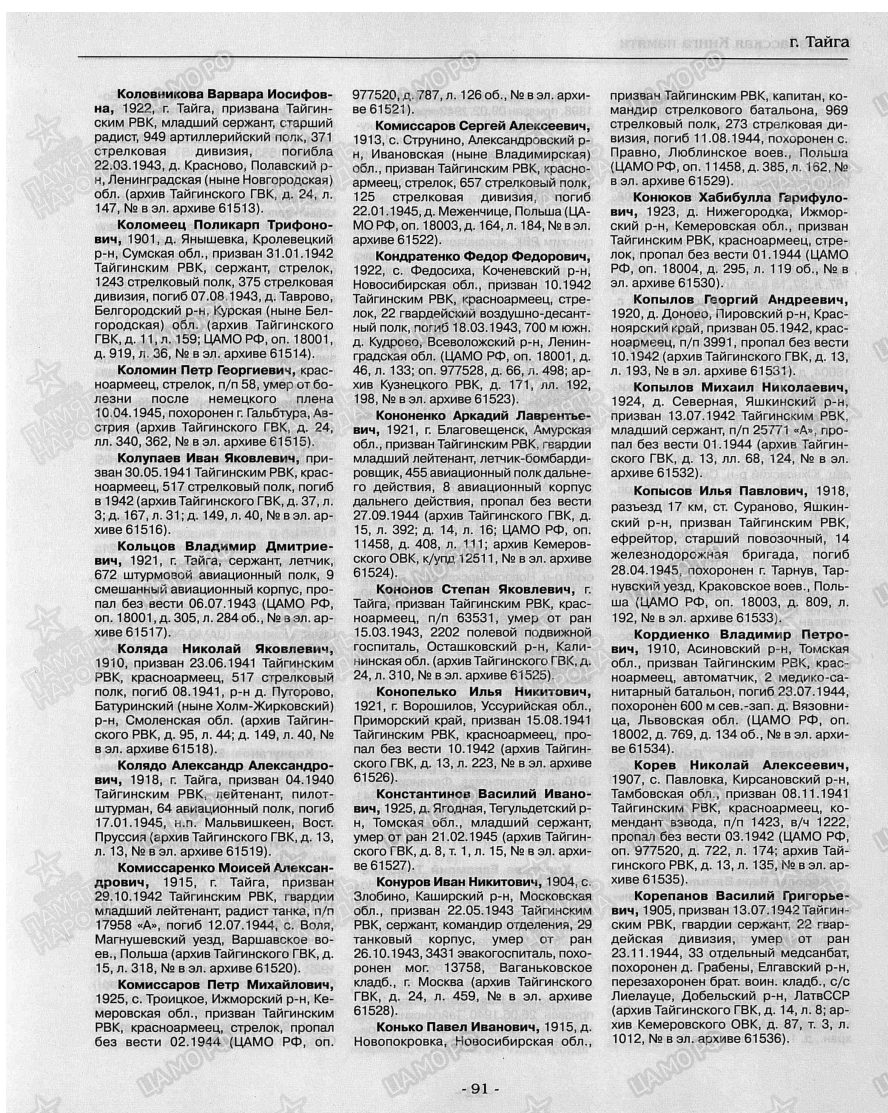 г. Тайга
Коловникова Варвара Иосифов-
на, 1922, г. Тайга, призвана Тайгин-
ским РВК, младший сержант, старший
радист, 949 артиллерийский полк, 371
стрелковая дивизия, погибла
22.03.1943, д. Красново, Полавский р-
н, Ленинградская (ныне Новгородская)
обл. (архив Тайгинского ГВК, д. 24, л.
147, № в эл. архиве 61513).
Коломеец Поликарп Трифоно-
вич, 1901, д. Янышевка, Кролевецкий
р-н, Сумская обл., призван 31.01.1942
Тайгинским РВК, сержант, стрелок,
1243 стрелковый полк, 375 стрелковая
дивизия, погиб 07.08.1943, д. Таврово,
Белгородский р-н, Курская (ныне Бел-
городская) обл. (архив Тайгинского
ГВК, д. 11, л. 159; ЦАМО РФ, оп. 18001,
д. 919, л. 36, № в эл. архиве 61514).
Коломин Петр Георгиевич, крас-
ноармеец, стрелок, п/п 58, умер от бо-
лезни после немецкого плена
10.04.1945, похоронен г. Гальбтура, Ав-
стрия (архив Тайгинского ГВК, д. 24,
лл. 340, 362, № в эл. архиве 61515).
Колупаев Иван Яковлевич, при-
зван 30.05.1941 Тайгинским РВК, крас-
ноармеец, 517 стрелковый полк, погиб
в 1942 (архив Тайгинского ГВК, д. 37, л.
3; д. 167, л. 31; д. 149, л. 40, № в эл. ар-
хиве 61516).
Кольцов Владимир Дмитрие-
вич, 1921, г. Тайга, сержант, летчик,
672 штурмовой авиационный полк, 9
смешанный авиационный корпус, про-
пал без вести 06.07.1943 (ЦАМО РФ,
оп. 18001, д. 305, л. 284 об., № в эл. ар-
хиве 61517).
Коляда Николай Яковлевич,
1910, призван 23.06.1941 Тайгинским
РВК, красноармеец, 517 стрелковый
полк, погиб 08.1941, р-н д. Путорово,
Батуринский (ныне Холм-Жирковский)
р-н, Смоленская обл. (архив Тайгин-
ского РВК, д. 95, л. 44; д. 149, л. 40, №
в эл. архиве 61518).
Колядо Александр Александро-
вич, 1918, г. Тайга, призван 04.1940
Тайгинским РВК, лейтенант, пилот-
штурман, 64 авиационный полк, погиб
17.01.1945, н.п. Мальвишкеен, Вост.
Пруссия (архив Тайгинского ГВК, д. 13,
л. 13, № в эл. архиве 61519).
Комиссаренко Моисей Алексан-
дрович, 1915, г. Тайга, призван
29.10.1942 Тайгинским РВК, гвардии
младший лейтенант, радист танка, п/п
17958 «А», погиб 12.07.1944, с. Воля,
Магнушевский уезд, Варшавское во-
ев., Польша (архив Тайгинского ГВК, д.
15, л. 318, № в эл. архиве 61520).
Комиссаров Петр Михайлович,
1925, с. Троицкое, Ижморский р-н, Ке-
меровская обл., призван Тайгинским
РВК, красноармеец, стрелок, пропал
без вести 02.1944 (ЦАМО РФ, оп.
977520, д. 787, л. 126 об., № в эл. архи-
ве 61521).
Комиссаров Сергей Алексеевич,
1913, с. Струнино, Александровский р-
н, Ивановская (ныне Владимирская)
обл., призван Тайгинским РВК, красно-
армеец, стрелок, 657 стрелковый полк,
125 стрелковая дивизия, погиб
22.01.1945, д. Меженчице, Польша (ЦА-
МО РФ, оп. 18003, д. 164, л. 184, № в эл.
архиве 61522).
Кондратенко Федор Федорович,
1922, с. Федосиха, Коченевский р-н,
Новосибирская обл., призван 10.1942
Тайгинским РВК, красноармеец, стре-
лок, 22 гвардейский воздушно-десант-
ный полк, погиб 18.03.1943, 700 м южн.
д. Кудрово, Всеволожский р-н, Ленин-
градская обл. (ЦАМО РФ, оп. 18001, д.
46, л. 133; оп. 977528, д. 66, л. 498; ар-
хив Кузнецкого РВК, д. 171, лл. 192,
198, № в эл. архиве 61523).
Кононенко Аркадий Лаврентье-
вич, 1921, г. Благовещенск, Амурская
обл., призван Тайгинским РВК, гвардии
младший лейтенант, летчик-бомбарди-
ровщик, 455 авиационный полк дальне-
го действия, 8 авиационный корпус
дальнего действия, пропал без вести
27.09.1944 (архив Тайгинского ГВК, д.
15, л. 392; д. 14, л. 16; ЦАМО РФ, оп.
11458, д. 408, л. 111; архив Кемеров-
ского ОВК, к/упд 12511, № в эл. архиве
61524).
Кононов Степан Яковлевич, г.
Тайга, призван Тайгинским РВК, крас-
ноармеец, п/п 63531, умер от ран
15.03.1943, 2202 полевой подвижной
госпиталь, Осташковский р-н, Кали-
нинская обл. (архив Тайгинского ГВК, д.
24, л. 310, № в эл. архиве 61525).
Конопелько Илья Никитович,
1921, г. Ворошилов, Уссурийская обл.,
Приморский край, призван 15.08.1941
Тайгинским РВК, красноармеец, про-
пал без вести 10.1942 (архив Тайгин-
ского ГВК, д. 13, л. 223, № в эл. архиве
61526).
Константинов Василий Ивано-
вич, 1925, д. Ягодная, Тегульдетский р-
н, Томская обл., младший сержант,
умер от ран 21.02.1945 (архив Тайгин-
ского ГВК, д. 8, т. 1, л. 15, № в эл. архи-
ве 61527).
Конуров Иван Никитович, 1904, с.
Злобино, Каширский р-н, Московская
обл., призван 22.05.1943 Тайгинским
РВК, сержант, командир отделения, 29
танковый корпус, умер от ран
26.10.1943, 3431 эвакогоспиталь, похо-
ронен мог. 13758, Ваганьковское
кладб., г. Москва (архив Тайгинского
ГВК, д. 24, л. 459, № в эл. архиве
61528).
Конько Павел Иванович, 1915, д.
Новопокровка, Новосибирская обл.,
призван Тайгинским РВК, капитан, ко-
мандир стрелкового батальона, 969
стрелковый полк, 273 стрелковая ди-
визия, погиб 11.08.1944, похоронен с.
Правно, Люблинское воев., Польша
(ЦАМО РФ, оп. 11458, д. 385, л. 162, №
в эл. архиве 61529).
Конюков Хабибулла Гарифуло-
вич, 1923, д. Нижегородка, Ижмор-
ский р-н, Кемеровская обл., призван
Тайгинским РВК, красноармеец, стре-
лок, пропал без вести 01.1944 (ЦАМО
РФ, оп. 18004, д. 295, л. 119 об., № в
эл. архиве 61530).
Копылов Георгий Андреевич,
1920, д. Доново, Пировский р-н, Крас-
ноярский край, призван 05.1942, крас-
ноармеец, п/п 3991, пропал без вести
10.1942 (архив Тайгинского ГВК, д. 13,
л. 193, № в эл. архиве 61531).
Копылов Михаил Николаевич,
1924, д. Северная, Яшкинский р-н,
призван 13.07.1942 Тайгинским РВК,
младший сержант, п/п 25771 «А», про-
пал без вести 01.1944 (архив Тайгин-
ского ГВК, д. 13, лл. 68, 124, № в эл.
архиве 61532).
Копысов Илья Павлович, 1918,
разъезд 17 км, ст. Сураново, Яшкин-
ский р-н, призван Тайгинским РВК,
ефрейтор, старший повозочный, 14
железнодорожная бригада, погиб
28.04.1945, похоронен г. Тарнув, Тар-
нувский уезд, Краковское воев., Поль-
ша (ЦАМО РФ, оп. 18003, д. 809, л.
192, № в эл. архиве 61533).
Кордиенко Владимир Петро-
вич, 1910, Асиновский р-н, Томская
обл., призван Тайгинским РВК, крас-
ноармеец, автоматчик, 2 медико-са-
нитарный батальон, погиб 23.07.1944,
похоронен 600 м сев.-зап. д. Вязовни-
ца, Львовская обл. (ЦАМО РФ, оп.
18002, д. 769, д. 134 об., № в эл. архи-
ве 61534).
Корев Николай Алексеевич,
1907, с. Павловка, Кирсановский р-н,
Тамбовская обл., призван 08.11.1941
Тайгинским РВК, красноармеец, ко-
мендант взвода, п/п 1423, в/ч 1222,
пропал без вести 03.1942 (ЦАМО РФ,
оп. 977520, д. 722, л. 174; архив Тай-
гинского РВК, д. 13, л. 135, № в эл. ар-
хиве 61535).
Корепанов Василий Григорье-
вич, 1905, призван 13.07.1942 Тайгин-
ским РВК, гвардии сержант, 22 гвар-
дейская дивизия, умер от ран
23.11.1944, 33 отдельный медсанбат,
похоронен д. Грабены, Елгавский р-н,
перезахоронен брат. воин. кладб., с/с
Лиелауце, Добельский р-н, ЛатвССР
(архив Тайгинского ГВК, д. 14, л. 8; ар-
хив Кемеровского ОВК, д. 87, т. 3, л.
1012, № в эл. архиве 61536).
- 91 -